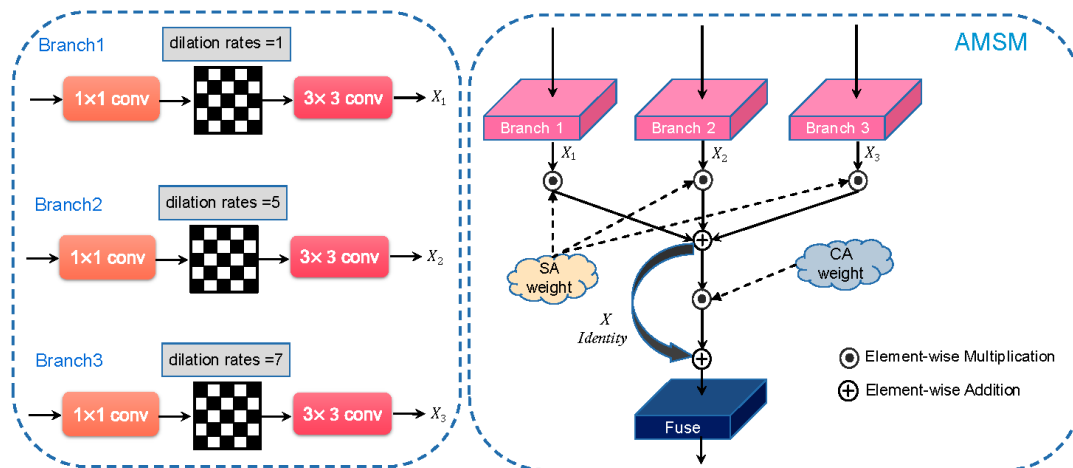 Branch1
dilation rates =1
1×1 conv
3× 3 conv
X1
Branch2
dilation rates =5
1×1 conv
3× 3 conv
X2
Branch3
dilation rates =7
1×1 conv
3× 3 conv
X3
AMSM
Branch 1
Branch 2
Branch 3
X1
X2
X3
SA
weight
CA
weight
X
Identity
Element-wise Multiplication
Element-wise Addition
Fuse